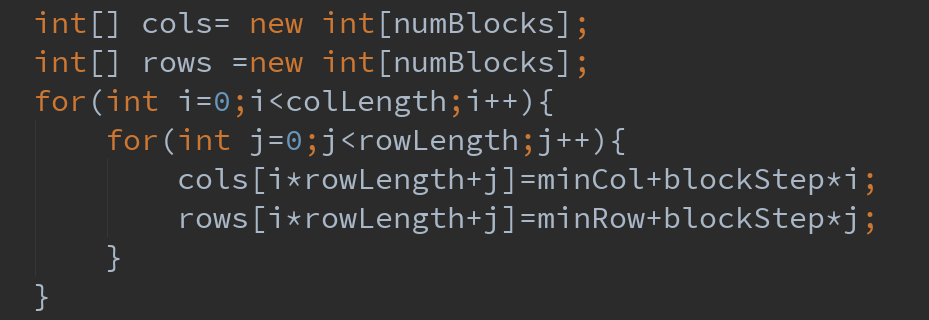 int[] cols= new int[numBlocks];
int[] rows =new int[numBlocks];
for(int i=0;i<colLength;i++){
    for(int j=0;j<rowLength;j++){
        cols[i*rowLength+j]=minCol+blockStep*i;
        rows[i*rowLength+j]=minRow+blockStep*j;
    }
}